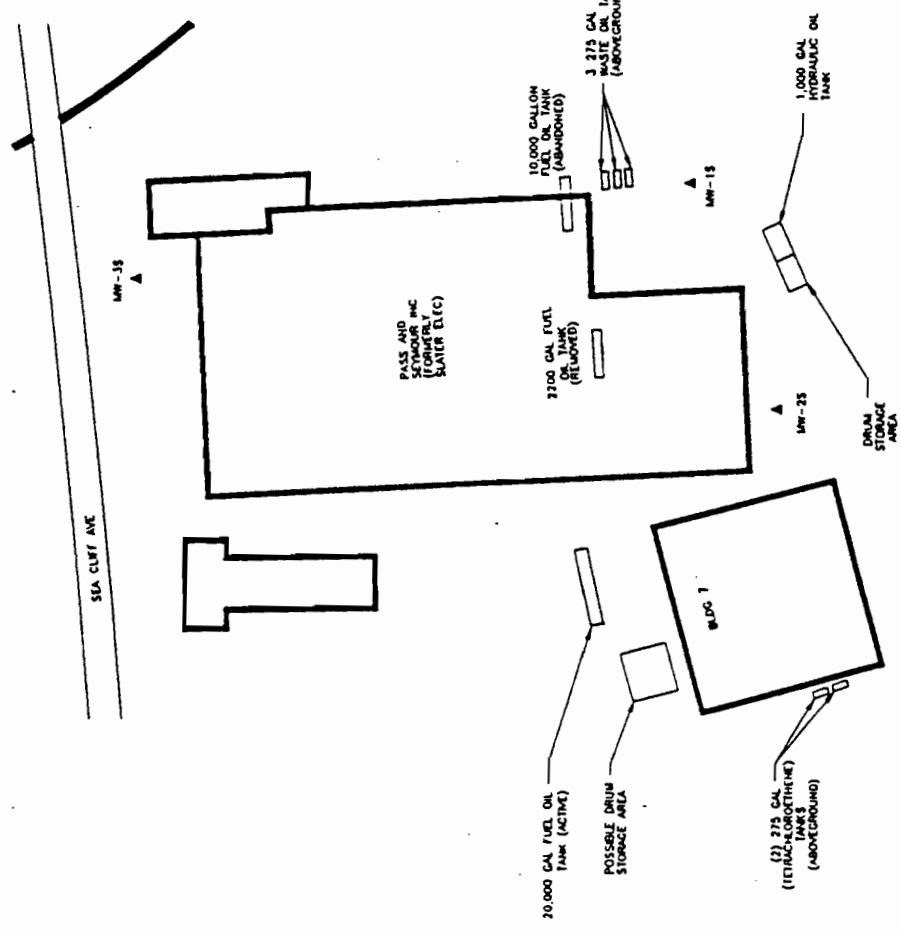 SEA CLIFF AVE
MW-3S
PASS AND
SEYMOUR INC
(FORMERLY
SLATER ELEC)
10,000 GALLON
FUEL OIL TANK
(ABANDONED)
3 275 GAL
WASTE OIL
(ABOVEGROUN
MW-1S
1,000 GAL
HYDRAULIC OIL
TANK
2200 GAL FUEL
OIL TANK
(REMOVED)
MW-2S
DRUM
STORAGE
AREA
BLDG 7
20,000 GAL FUEL OIL
TANK (ACTIVE)
POSSIBLE DRUM
STORAGE AREA
(2) 275 GAL
(TETRACHLOROETHENE)
TANKS
(ABOVEGROUND)